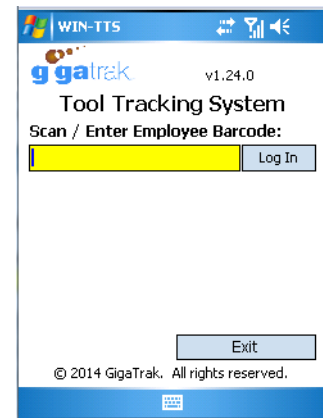 WIN-TTS
gigatrak
v1.24.0
Tool Tracking System
Scan / Enter Employee Barcode:
Log In
Exit
© 2014 GigaTrak. All rights reserved.